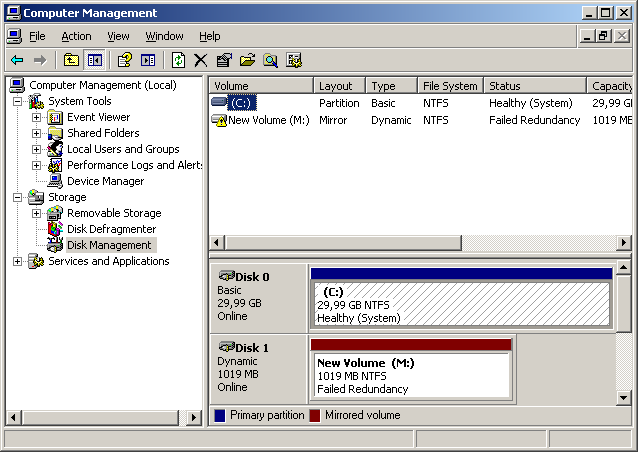 Computer Management
File Action View Window Help
Computer Management (Local)
System Tools
Event Viewer
Shared Folders
Local Users and Groups
Performance Logs and Alerts
Device Manager
Storage
Removable Storage
Disk Defragmenter
Disk Management
Services and Applications
Volume Layout Type File System Status Capacity
(C:) Partition Basic NTFS Healthy (System) 29,99 G
New Volume (M:) Mirror Dynamic NTFS Failed Redundancy 1019 M
Disk 0
Basic
29,99 GB
Online
(C:)
29,99 GB NTFS
Healthy (System)
Disk 1
Dynamic
1019 MB
Online
New Volume (M:)
1019 MB NTFS
Failed Redundancy
Primary partition Mirrored volume